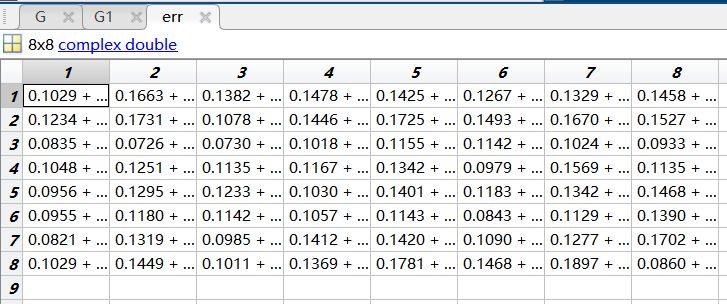 G G1 err
8x8 complex double
1 2 3 4 5 6 7 8
1 0.1029 + ... 0.1663 + ... 0.1382 + ... 0.1478 + ... 0.1425 + ... 0.1267 + ... 0.1329 + ... 0.1458 + ...
2 0.1234 + ... 0.1731 + ... 0.1078 + ... 0.1446 + ... 0.1725 + ... 0.1493 + ... 0.1670 + ... 0.1527 + ...
3 0.0835 + ... 0.0726 + ... 0.0730 + ... 0.1018 + ... 0.1155 + ... 0.1142 + ... 0.1024 + ... 0.0933 + ...
4 0.1048 + ... 0.1251 + ... 0.1135 + ... 0.1167 + ... 0.1342 + ... 0.0979 + ... 0.1569 + ... 0.1135 + ...
5 0.0956 + ... 0.1295 + ... 0.1233 + ... 0.1030 + ... 0.1401 + ... 0.1183 + ... 0.1342 + ... 0.1468 + ...
6 0.0955 + ... 0.1180 + ... 0.1142 + ... 0.1057 + ... 0.1143 + ... 0.0843 + ... 0.1129 + ... 0.1390 + ...
7 0.0821 + ... 0.1319 + ... 0.0985 + ... 0.1412 + ... 0.1420 + ... 0.1090 + ... 0.1277 + ... 0.1702 + ...
8 0.1029 + ... 0.1449 + ... 0.1011 + ... 0.1369 + ... 0.1781 + ... 0.1468 + ... 0.1897 + ... 0.0860 + ...
9